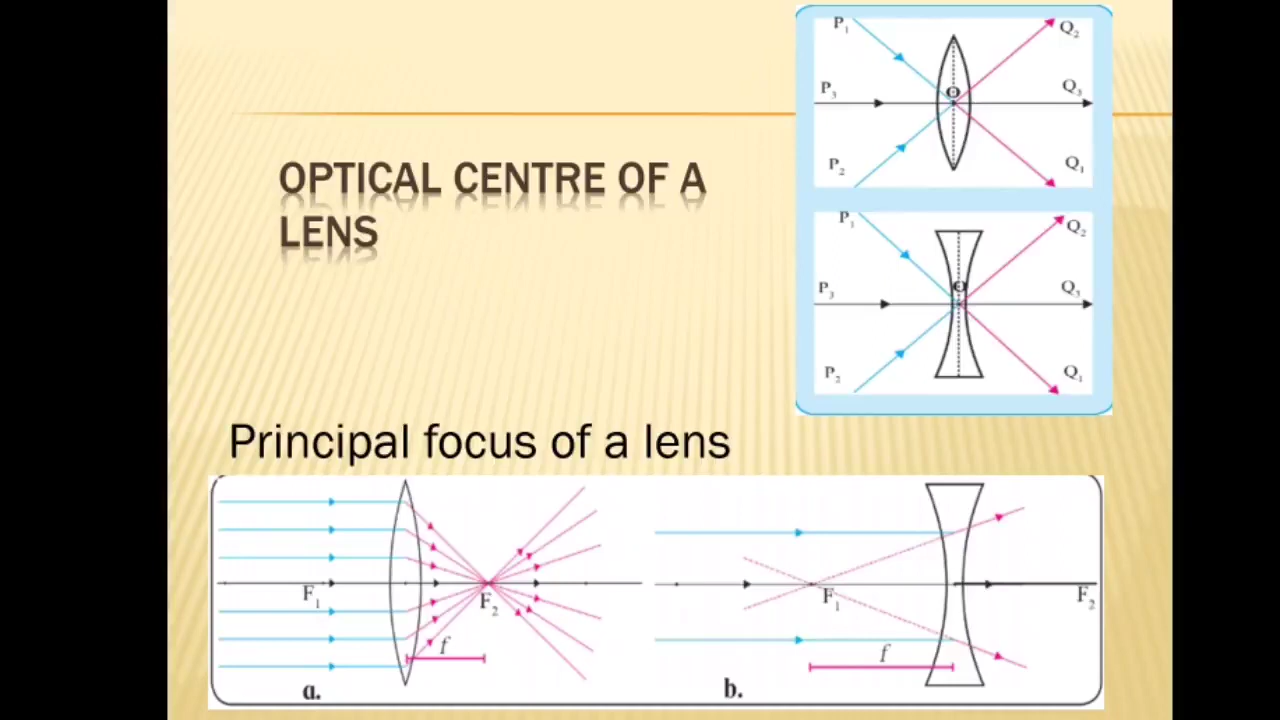 OPTICAL CENTRE OF A
LENS
P₁
Q₂
O
P₃
Q₃
P₂
Q₁
P₁
Q₂
O
P₃
Q₃
P₂
Q₁
Principal focus of a lens
F₁
F₂
f
a.
F₁
F₂
f
b.